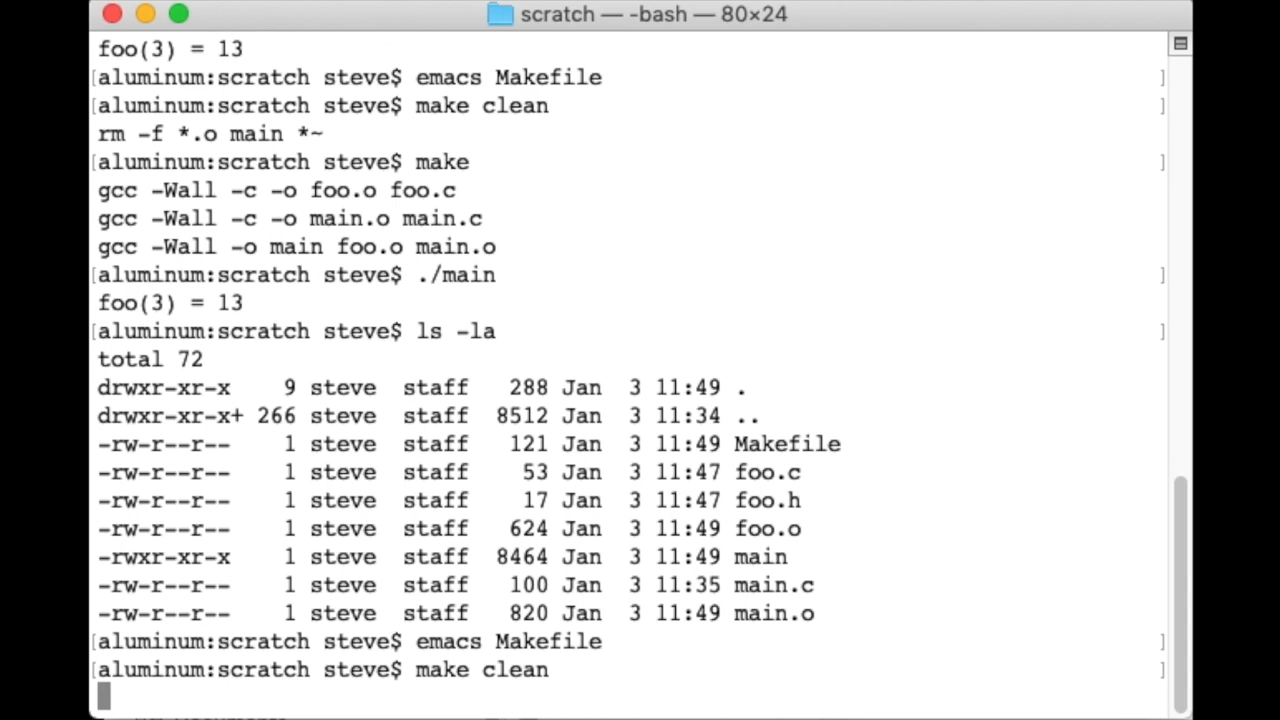 scratch — -bash — 80×24
foo(3) = 13
[aluminum:scratch steve$ emacs Makefile ]
[aluminum:scratch steve$ make clean ]
rm -f *.o main *~
[aluminum:scratch steve$ make ]
gcc -Wall -c -o foo.o foo.c
gcc -Wall -c -o main.o main.c
gcc -Wall -o main foo.o main.o
[aluminum:scratch steve$ ./main ]
foo(3) = 13
[aluminum:scratch steve$ ls -la ]
total 72
drwxr-xr-x    9 steve  staff   288 Jan  3 11:49 .
drwxr-xr-x+ 266 steve  staff  8512 Jan  3 11:34 ..
-rw-r--r--    1 steve  staff   121 Jan  3 11:49 Makefile
-rw-r--r--    1 steve  staff    53 Jan  3 11:47 foo.c
-rw-r--r--    1 steve  staff    17 Jan  3 11:47 foo.h
-rw-r--r--    1 steve  staff   624 Jan  3 11:49 foo.o
-rwxr-xr-x    1 steve  staff  8464 Jan  3 11:49 main
-rw-r--r--    1 steve  staff   100 Jan  3 11:35 main.c
-rw-r--r--    1 steve  staff   820 Jan  3 11:49 main.o
[aluminum:scratch steve$ emacs Makefile ]
[aluminum:scratch steve$ make clean ]